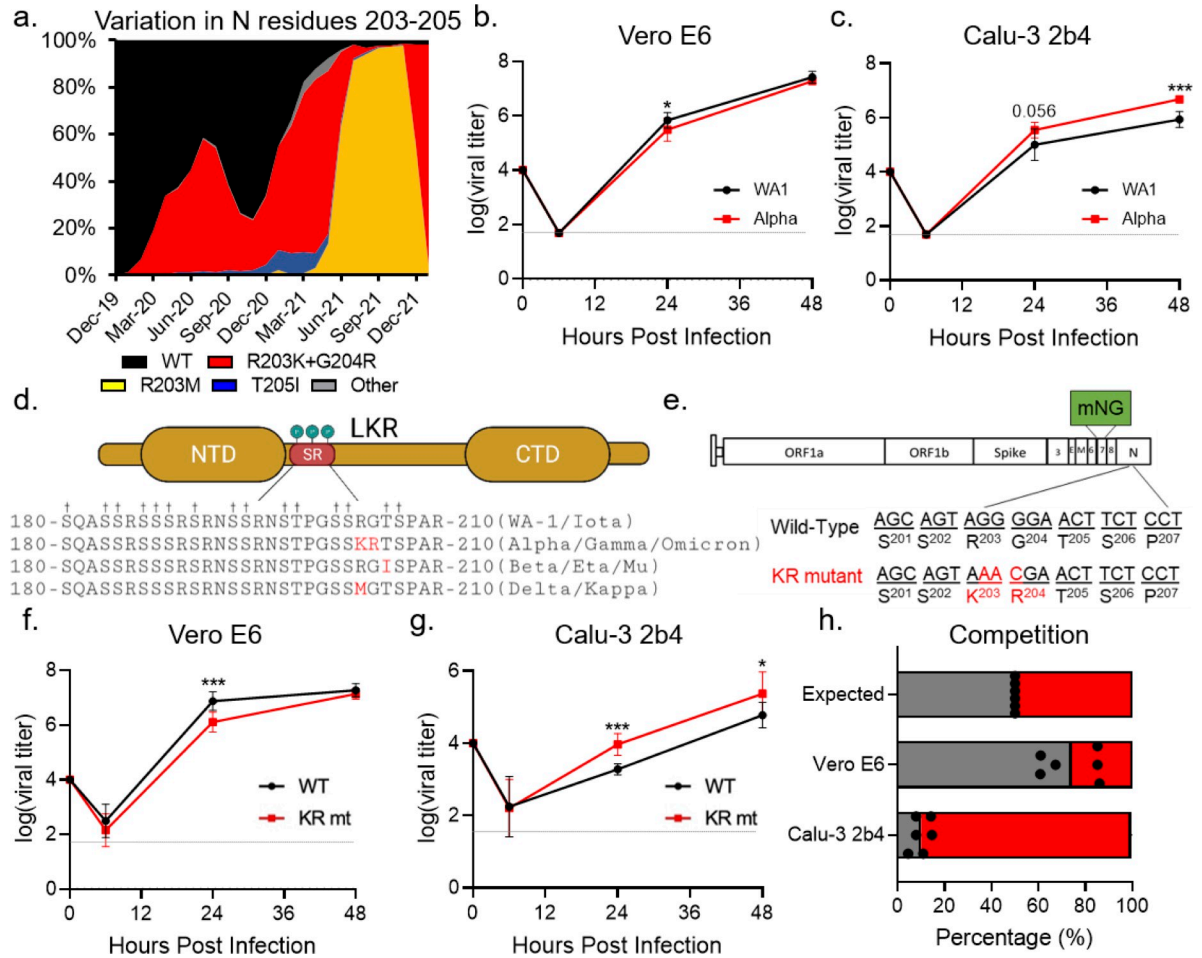 a. Variation in N residues 203-205
100%
80%
60%
40%
20%
0%
Dec-19
Mar-20
Jun-20
Sep-20
Dec-20
Mar-21
Jun-21
Sep-21
Dec-21
WT R203K+G204R
R203M T205I Other
b. Vero E6
log(viral titer)
8
6
4
2
0
*
WA1
Alpha
0 12 24 36 48
Hours Post Infection
c. Calu-3 2b4
log(viral titer)
8
6
4
2
0
0.056
***
WA1
Alpha
0 12 24 36 48
Hours Post Infection
d.
NTD SR LKR CTD
P P P
† † † † † † † † † † † † †
180-SQASSRSSSRSRNSSRNSTPGSSRGTSPAR-210(WA-1/Iota)
180-SQASSRSSSRSRNSSRNSTPGSSKRTSPAR-210(Alpha/Gamma/Omicron)
180-SQASSRSSSRSRNSSRNSTPGSSRGISPAR-210(Beta/Eta/Mu)
180-SQASSRSSSRSRNSSRNSTPGSSMGTSPAR-210(Delta/Kappa)
e.
mNG
ORF1a ORF1b Spike 3 E M 6 7 8 N
Wild-Type AGC AGT AGG GGA ACT TCT CCT
S201 S202 R203 G204 T205 S206 P207
KR mutant AGC AGT AAA CGA ACT TCT CCT
S201 S202 K203 R204 T205 S206 P207
f. Vero E6
log(viral titer)
8
6
4
2
0
***
WT
KR mt
0 12 24 36 48
Hours Post Infection
g. Calu-3 2b4
log(viral titer)
6
4
2
0
***
*
WT
KR mt
0 12 24 36 48
Hours Post Infection
h. Competition
Expected
Vero E6
Calu-3 2b4
0 20 40 60 80 100
Percentage (%)